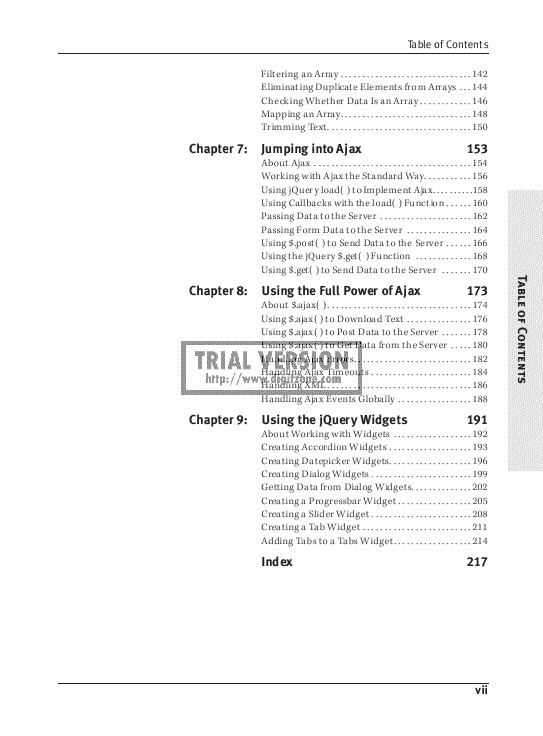 Table of Contents
Filtering an Array .............................. 142
Eliminating Duplicate Elements from Arrays ... 144
Checking Whether Data Is an Array ............ 146
Mapping an Array.............................. 148
Trimming Text................................. 150
Chapter 7: Jumping into Ajax 153
About Ajax .................................... 154
Working with Ajax the Standard Way........... 156
Using jQuery load( ) to Implement Ajax..........158
Using Callbacks with the load( ) Function ...... 160
Passing Data to the Server ..................... 162
Passing Form Data to the Server ............... 164
Using $.post( ) to Send Data to the Server ...... 166
Using the jQuery $.get( ) Function ............. 168
Using $.get( ) to Send Data to the Server ....... 170
Chapter 8: Using the Full Power of Ajax 173
About $.ajax( ).................................. 174
Using $.ajax( ) to Download Text ............... 176
Using $.ajax( ) to Post Data to the Server ....... 178
Using $.ajax( ) to Get Data from the Server ..... 180
Handling Ajax Errors........................... 182
Handling Ajax Timeouts ....................... 184
Handling XML................................. 186
Handling Ajax Events Globally ................. 188
TRIAL VERSION
Chapter 9: Using the jQuery Widgets 191
About Working with Widgets .................. 192
Creating Accordion Widgets ................... 193
Creating Datepicker Widgets................... 196
Creating Dialog Widgets ....................... 199
Getting Data from Dialog Widgets.............. 202
Creating a Progressbar Widget ................. 205
Creating a Slider Widget ....................... 208
Creating a Tab Widget ......................... 211
Adding Tabs to a Tabs Widget.................. 214
Index 217
Table of Contents
vii